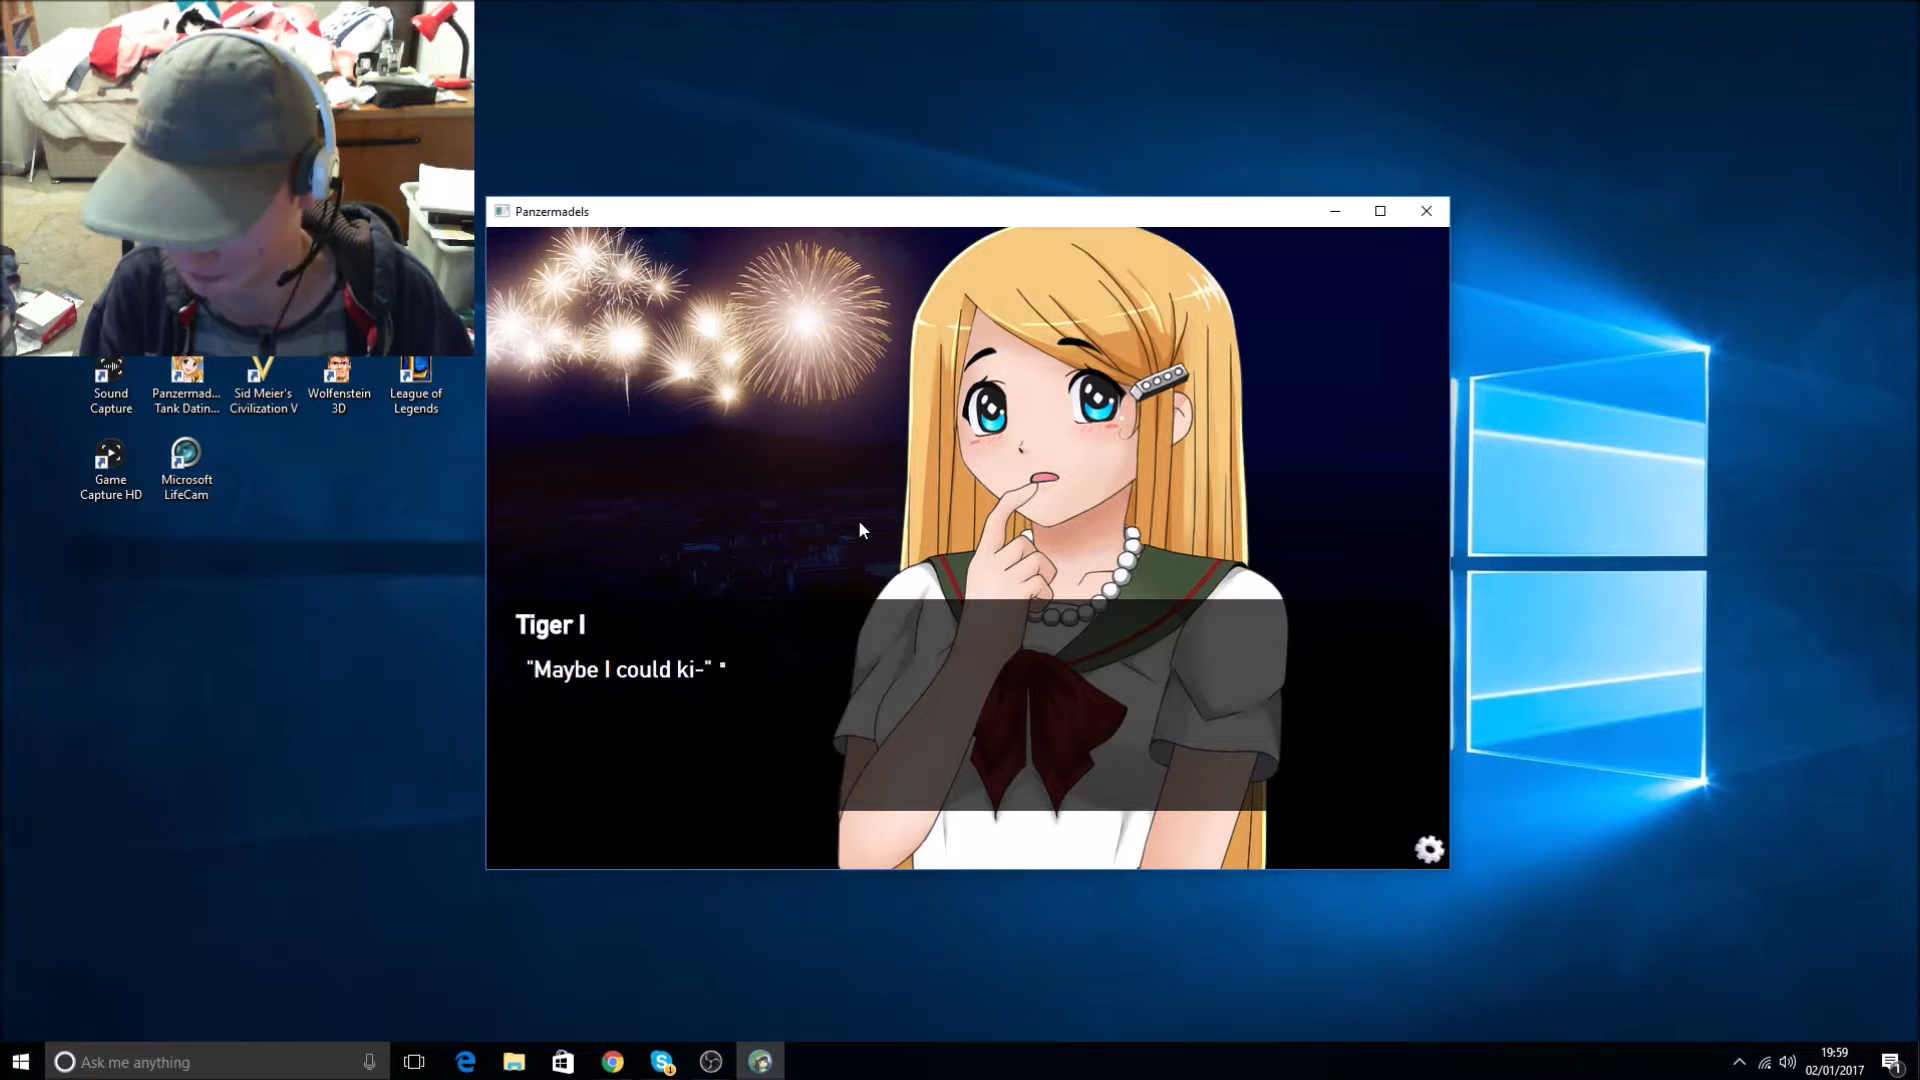 Panzermadels
Sound
Capture
Panzermad...
Tank Datin...
Sid Meier's
Civilization V
Wolfenstein
3D
League of
Legends
Game
Capture HD
Microsoft
LifeCam
Tiger I
"Maybe I could ki-"
Ask me anything
19:59
02/01/2017